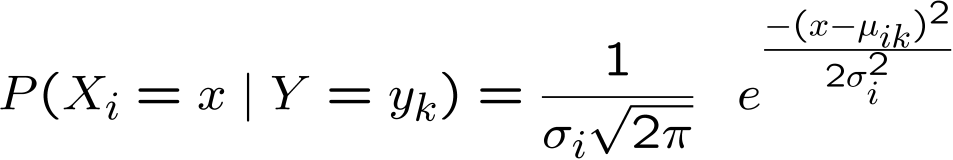 P(X_i = x | Y = y_k) = \frac{1}{\sigma_i\sqrt{2\pi}} e^{\frac{-(x-\mu_{ik})^2}{2\sigma_i^2}}